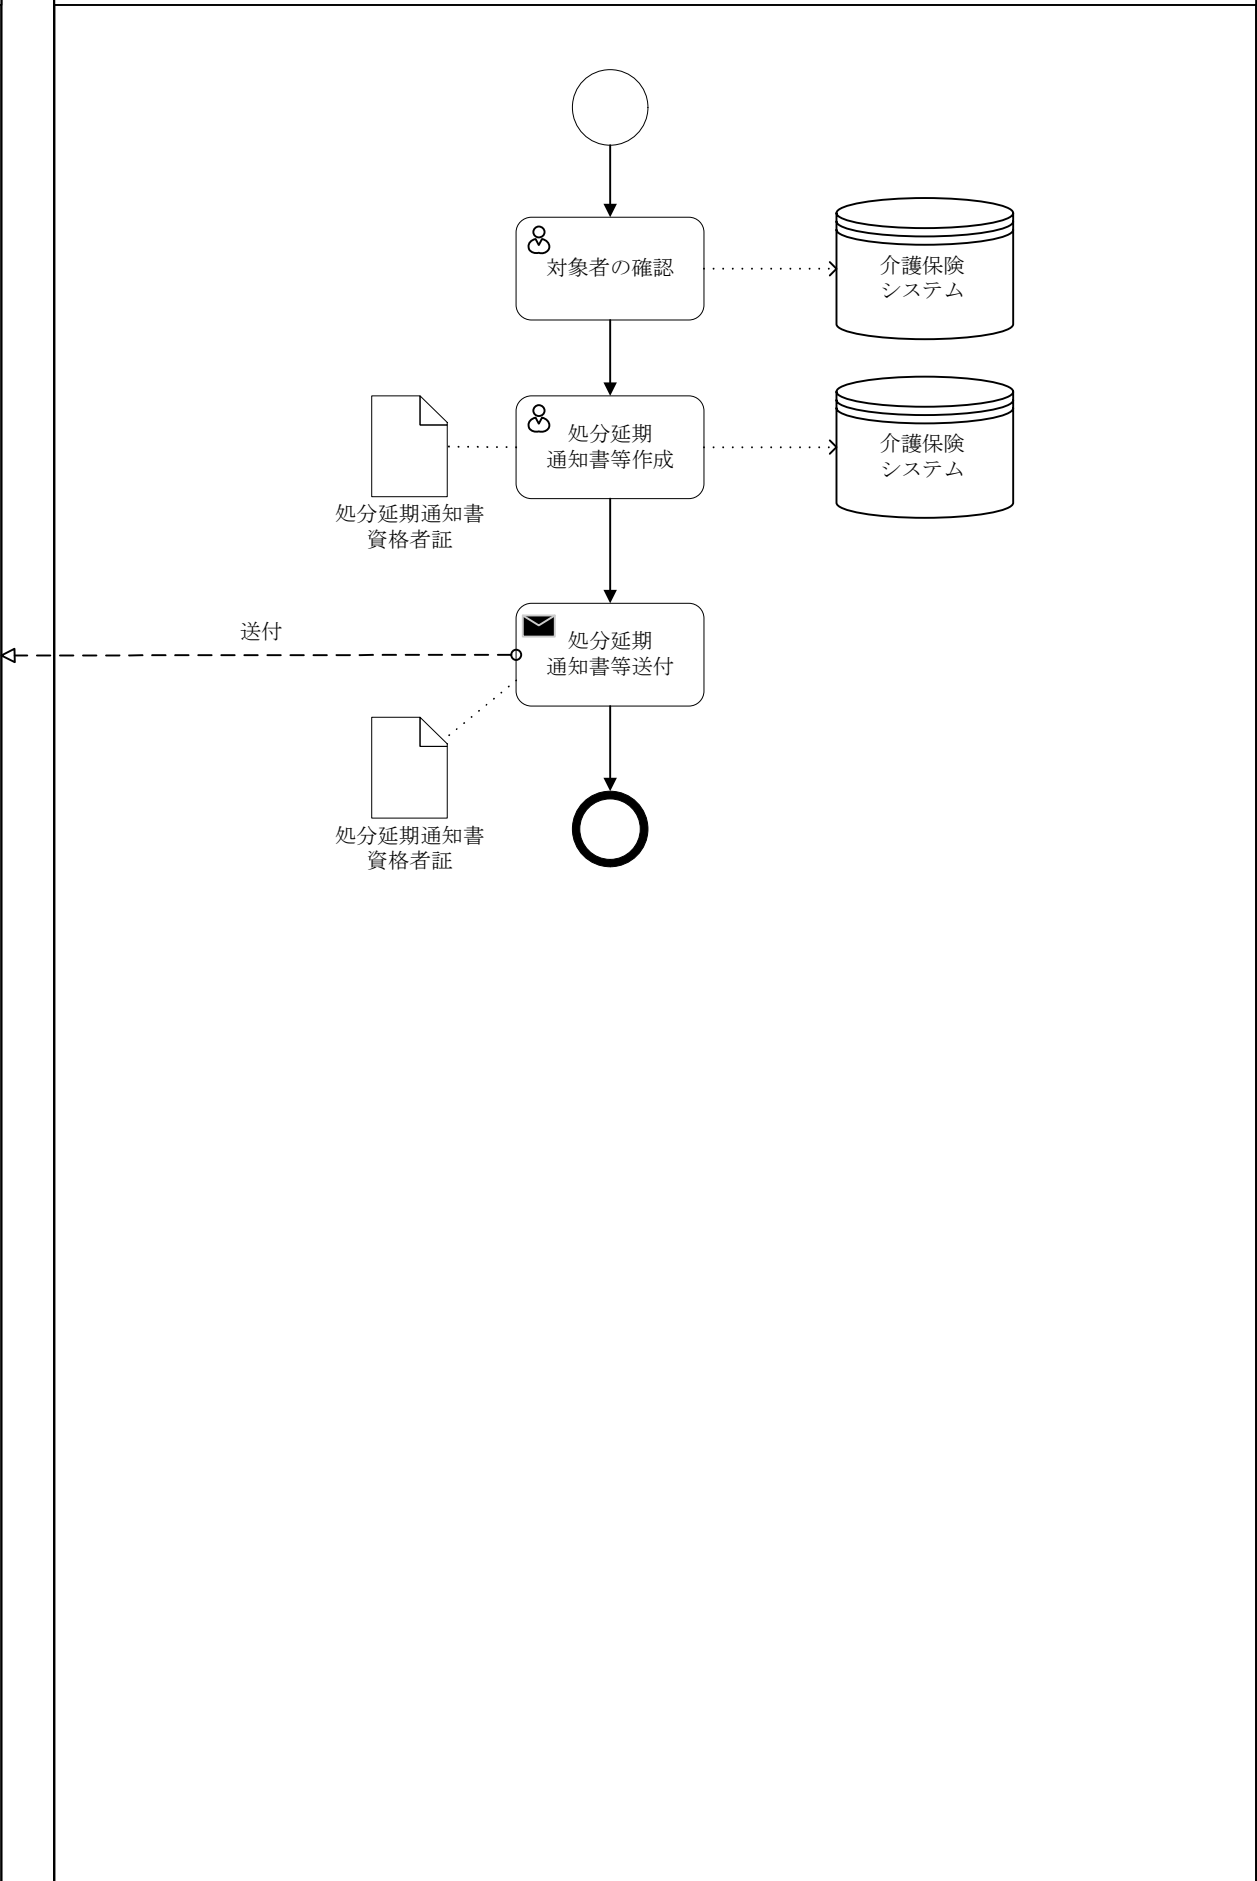 対象者の確認
介護保険
システム
処分延期
通知書等作成
介護保険
システム
処分延期通知書
資格者証
送付
処分延期
通知書等送付
処分延期通知書
資格者証